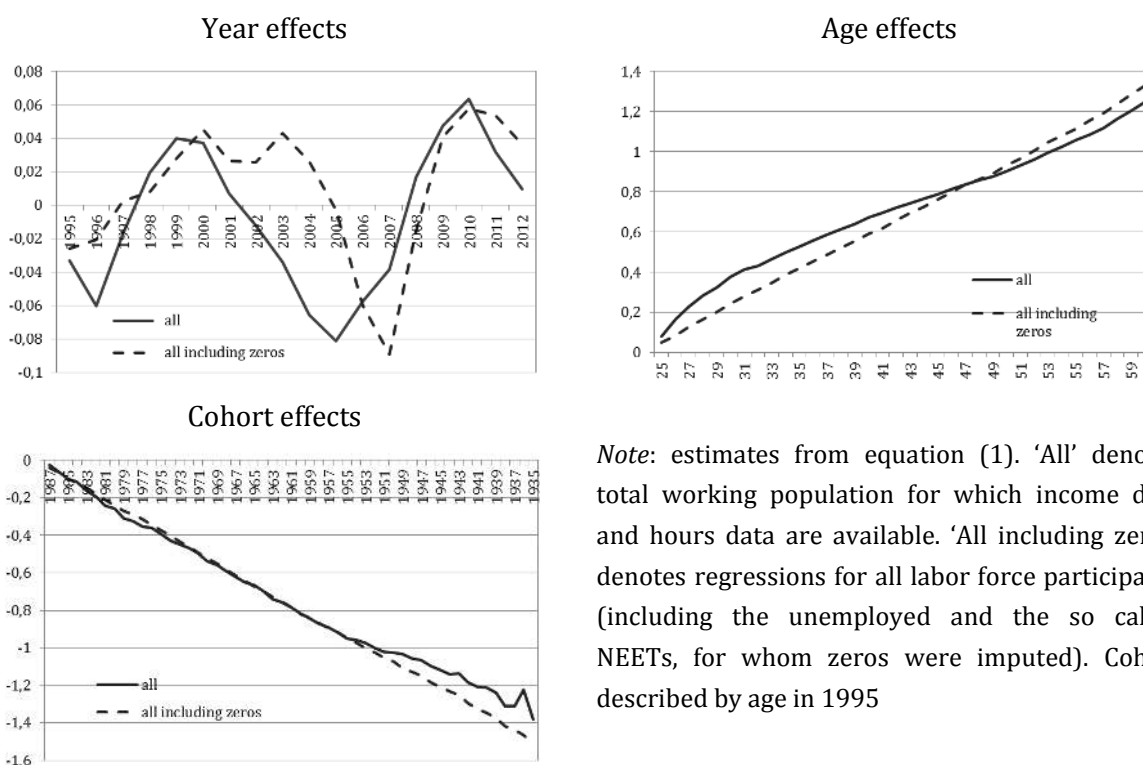 Year effects
0,08
0,06
0,04
0,02
0
-0,02
-0,04
-0,06
-0,08
-0,1
1995 1996 1997 1998 1999 2000 2001 2002 2003 2004 2005 2006 2007 2008 2009 2010 2011 2012
all
all including zeros
Age effects
1,4
1,2
1
0,8
0,6
0,4
0,2
0
25 27 29 31 33 35 37 39 41 43 45 47 49 51 53 55 57 59
all
all including
zeros
Cohort effects
0
-0,2
-0,4
-0,6
-0,8
-1
-1,2
-1,4
-1,6
1987 1985 1983 1981 1979 1977 1975 1973 1971 1969 1967 1965 1963 1961 1959 1957 1955 1953 1951 1949 1947 1945 1943 1941 1939 1937 1935
all
all including zeros
Note: estimates from equation (1). ‘All’ deno
total working population for which income d
and hours data are available. ‘All including zer
denotes regressions for all labor force participa
(including the unemployed and the so cal
NEETs, for whom zeros were imputed). Coh
described by age in 1995